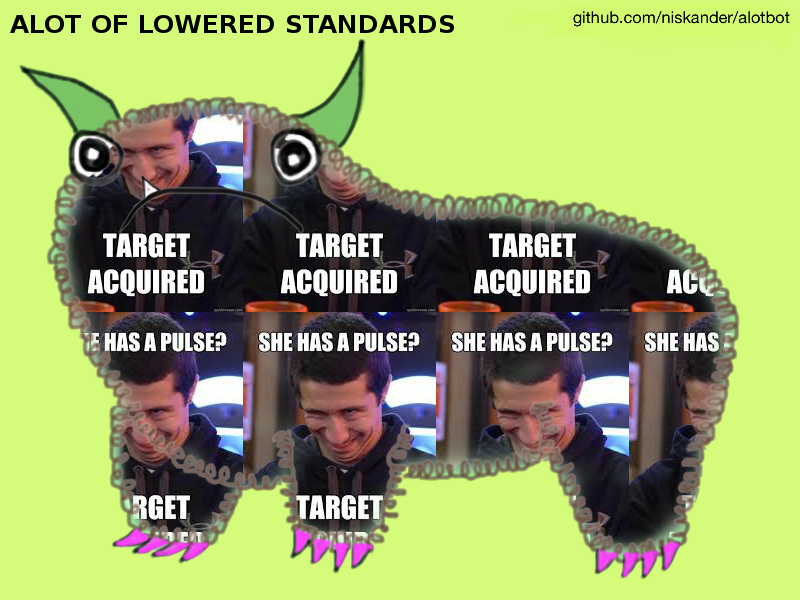 ALOT OF LOWERED STANDARDS
github.com/niskander/alotbot
TARGET TARGET TARGET
ACQUIRED ACQUIRED ACQUIRED ACQ
E HAS A PULSE? SHE HAS A PULSE? SHE HAS A PULSE? SHE HAS
RGET TARGET